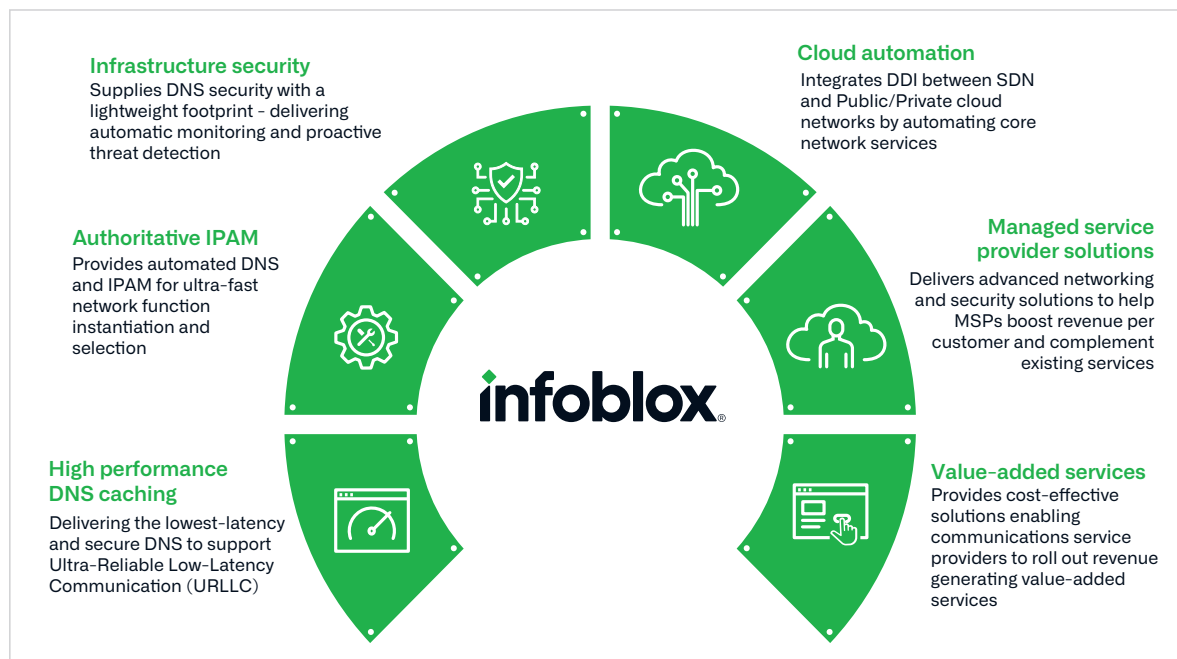 Infrastructure security
Supplies DNS security with a
lightweight footprint - delivering
automatic monitoring and proactive
threat detection
Cloud automation
Integrates DDI between SDN
and Public/Private cloud
networks by automating core
network services
Authoritative IPAM
Provides automated DNS
and IPAM for ultra-fast
network function
instantiation and
selection
Managed service
provider solutions
Delivers advanced networking
and security solutions to help
MSPs boost revenue per
customer and complement
existing services
infoblox®
High performance
DNS caching
Delivering the lowest-latency
and secure DNS to support
Ultra-Reliable Low-Latency
Communication (URLLC)
Value-added services
Provides cost-effective
solutions enabling
communications service
providers to roll out revenue
generating value-added
services